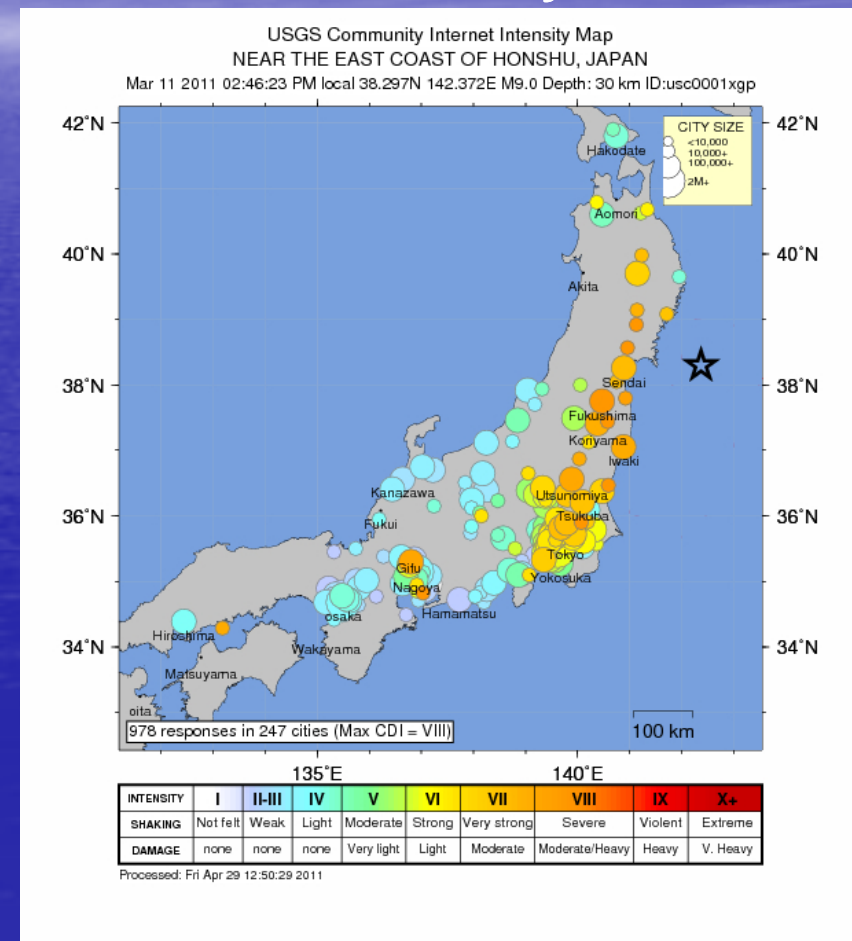 USGS Community Internet Intensity Map
NEAR THE EAST COAST OF HONSHU, JAPAN
Mar 11 2011 02:46:23 PM local 38.297N 142.372E M9.0 Depth: 30 km ID:usc0001xgp
42˚N
42˚N
CITY SIZE
<10,000
10,000+
100,000+
2M+
Hakodate
Aomori
40˚N
40˚N
Akita
38˚N
38˚N
Sendai
Fukushima
Koriyama
Iwaki
Kanazawa
Utsunomiya
36˚N
36˚N
Fukui
Tsukuba
Tokyo
Gifu
Yokosuka
Nagoya
Hamamatsu
osaka
Hiroshima
34˚N
34˚N
Wakayama
Matsuyama
oita
978 responses in 247 cities (Max CDI = VIII)
100 km
135˚E
140˚E
INTENSITY I II-III IV V VI VII VIII IX X+
SHAKING Not felt Weak Light Moderate Strong Very strong Severe Violent Extreme
DAMAGE none none none Very light Light Moderate Moderate/Heavy Heavy V. Heavy
Processed: Fri Apr 29 12:50:29 2011